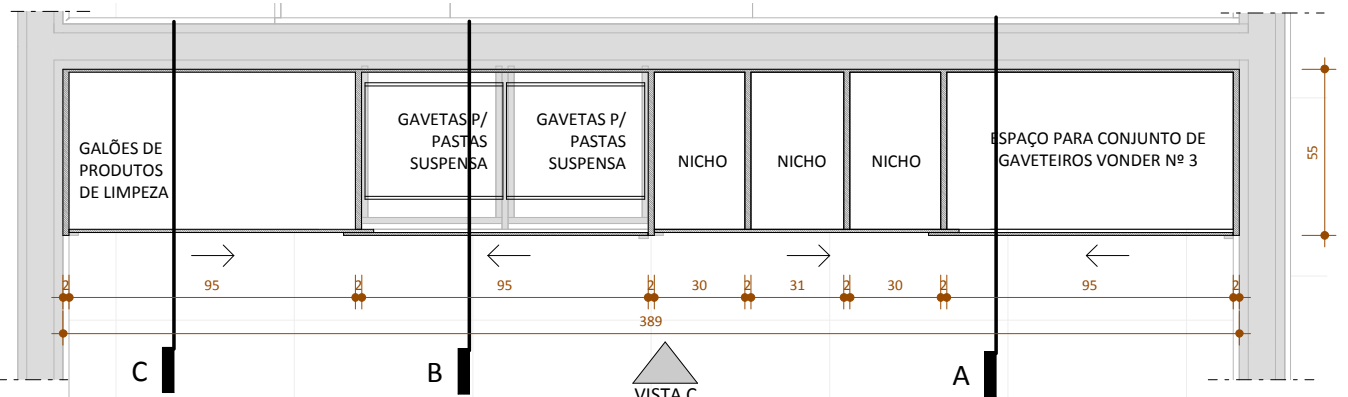 GALÕES DE
PRODUTOS
DE LIMPEZA
GAVETAS P/
PASTAS
SUSPENSA
GAVETAS P/
PASTAS
SUSPENSA
NICHO
NICHO
NICHO
ESPAÇO PARA CONJUNTO DE
GAVETEIROS VONDER Nº 3
55
2 95 2 95 2 30 2 31 2 30 2 95 2
389
C
B
VISTA C
A